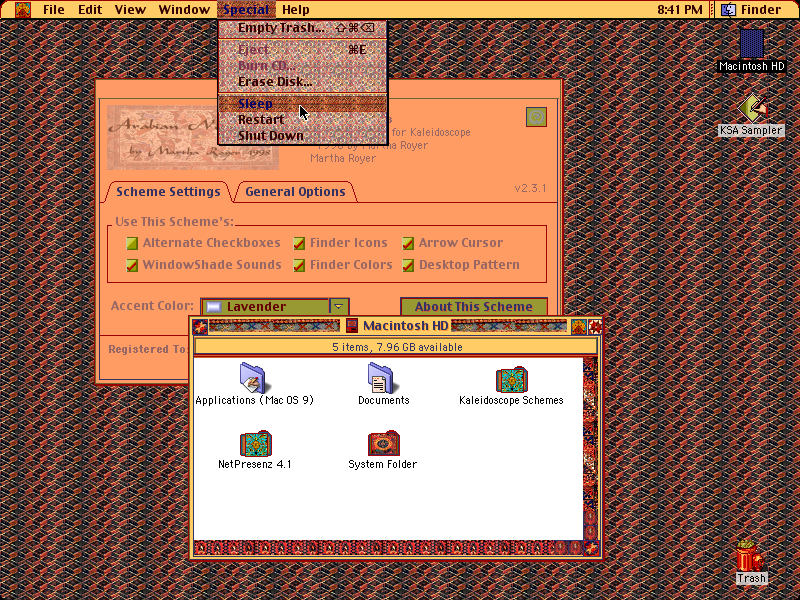 File Edit View Window Special Help 8:41 PM Finder
Empty Trash... ⇧⌘⌫
Eject ⌘E
Burn CD...
Erase Disk...
Sleep
Restart
Shut Down
Macintosh HD
KSA Sampler
Arabian
by Martha Royer 1998
for Kaleidoscope
1998 by Martha Royer
Martha Royer
Scheme Settings General Options v2.3.1
Use This Scheme's:
Alternate Checkboxes Finder Icons Arrow Cursor
WindowShade Sounds Finder Colors Desktop Pattern
Accent Color: Lavender About This Scheme
Registered To:
Macintosh HD
5 items, 7.96 GB available
Applications (Mac OS 9) Documents Kaleidoscope Schemes
NetPresenz 4.1 System Folder
Trash